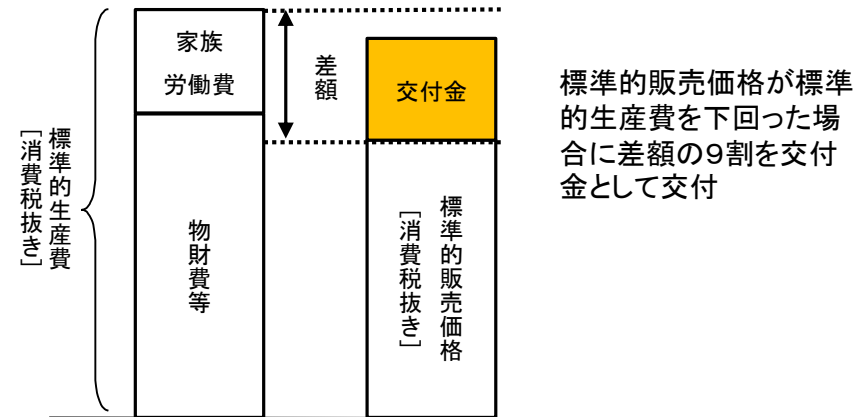 標準的生産費
［消費税抜き］
家族
労働費
物財費等
差額
交付金
標準的販売価格
［消費税抜き］
標準的販売価格が標準
的生産費を下回った場
合に差額の９割を交付
金として交付